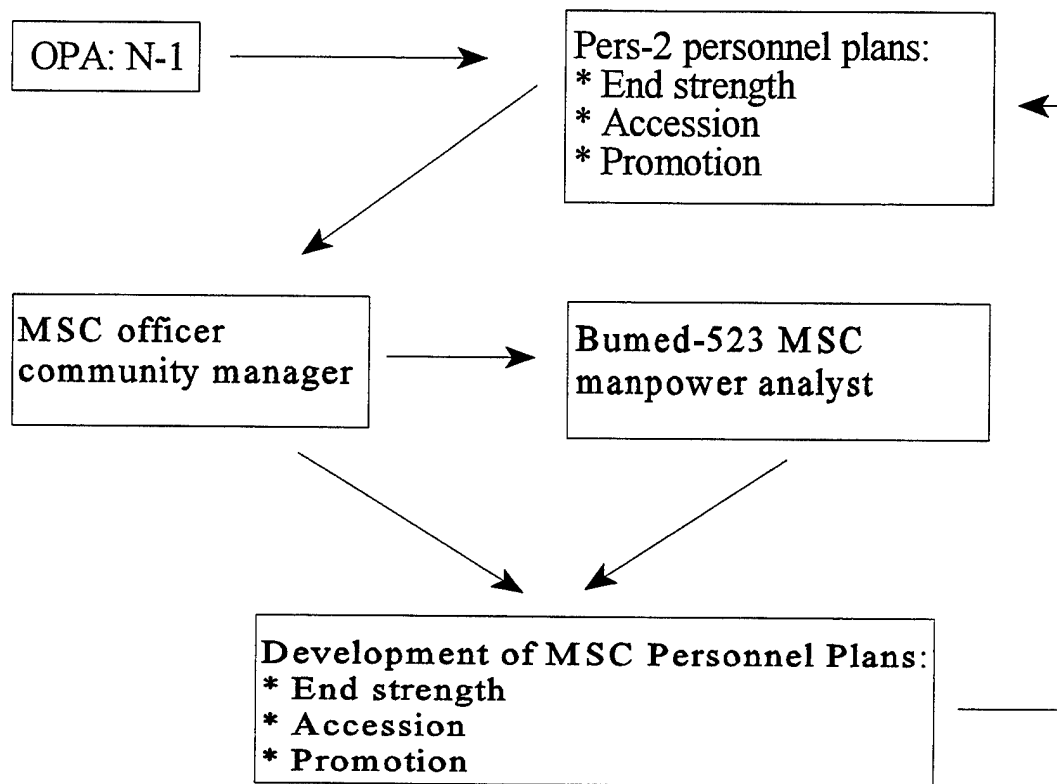 OPA: N-1
Pers-2 personnel plans:
* End strength
* Accession
* Promotion
MSC officer
community manager
Bumed-523 MSC
manpower analyst
Development of MSC Personnel Plans:
* End strength
* Accession
* Promotion